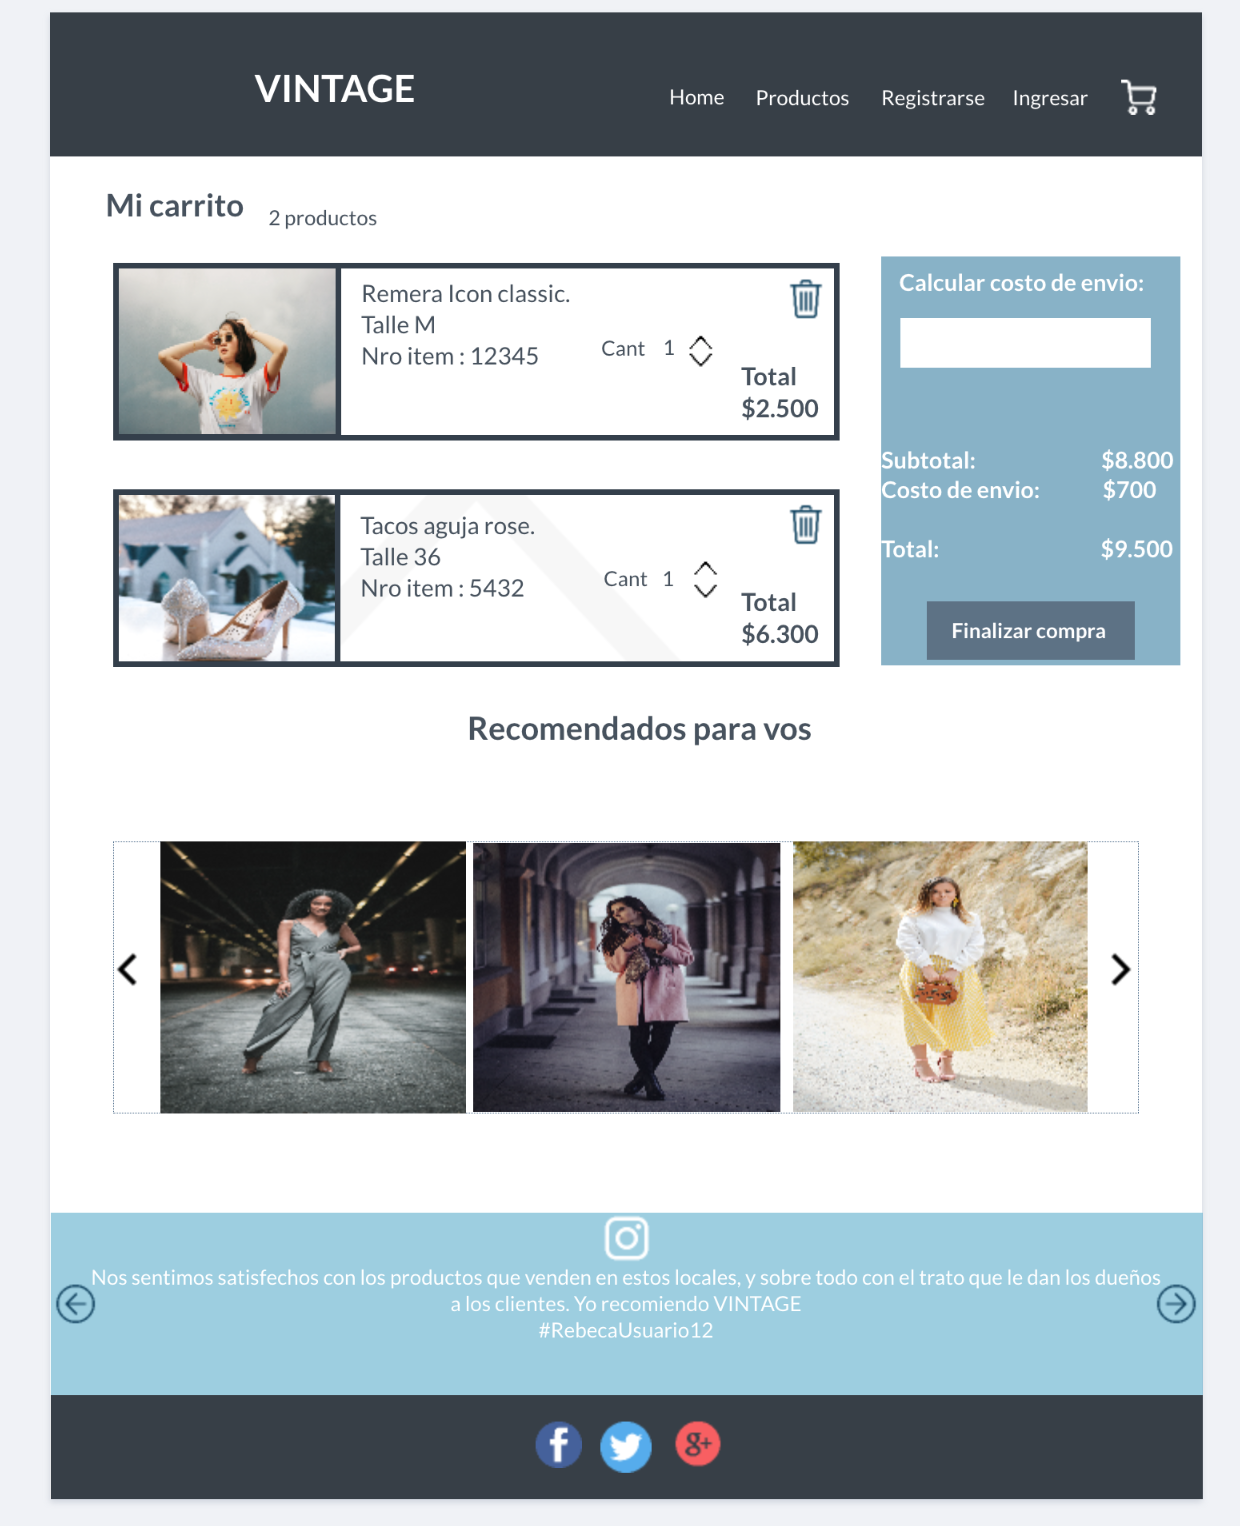 VINTAGE
Home Productos Registrarse Ingresar
Mi carrito 2 productos
Remera Icon classic.
Talle M
Nro item : 12345
Cant 1
Total
$2.500
Tacos aguja rose.
Talle 36
Nro item : 5432
Cant 1
Total
$6.300
Calcular costo de envio:
Subtotal: $8.800
Costo de envio: $700
Total: $9.500
Finalizar compra
Recomendados para vos
Nos sentimos satisfechos con los productos que venden en estos locales, y sobre todo con el trato que le dan los dueños
a los clientes. Yo recomiendo VINTAGE
#RebecaUsuario12
f
g+